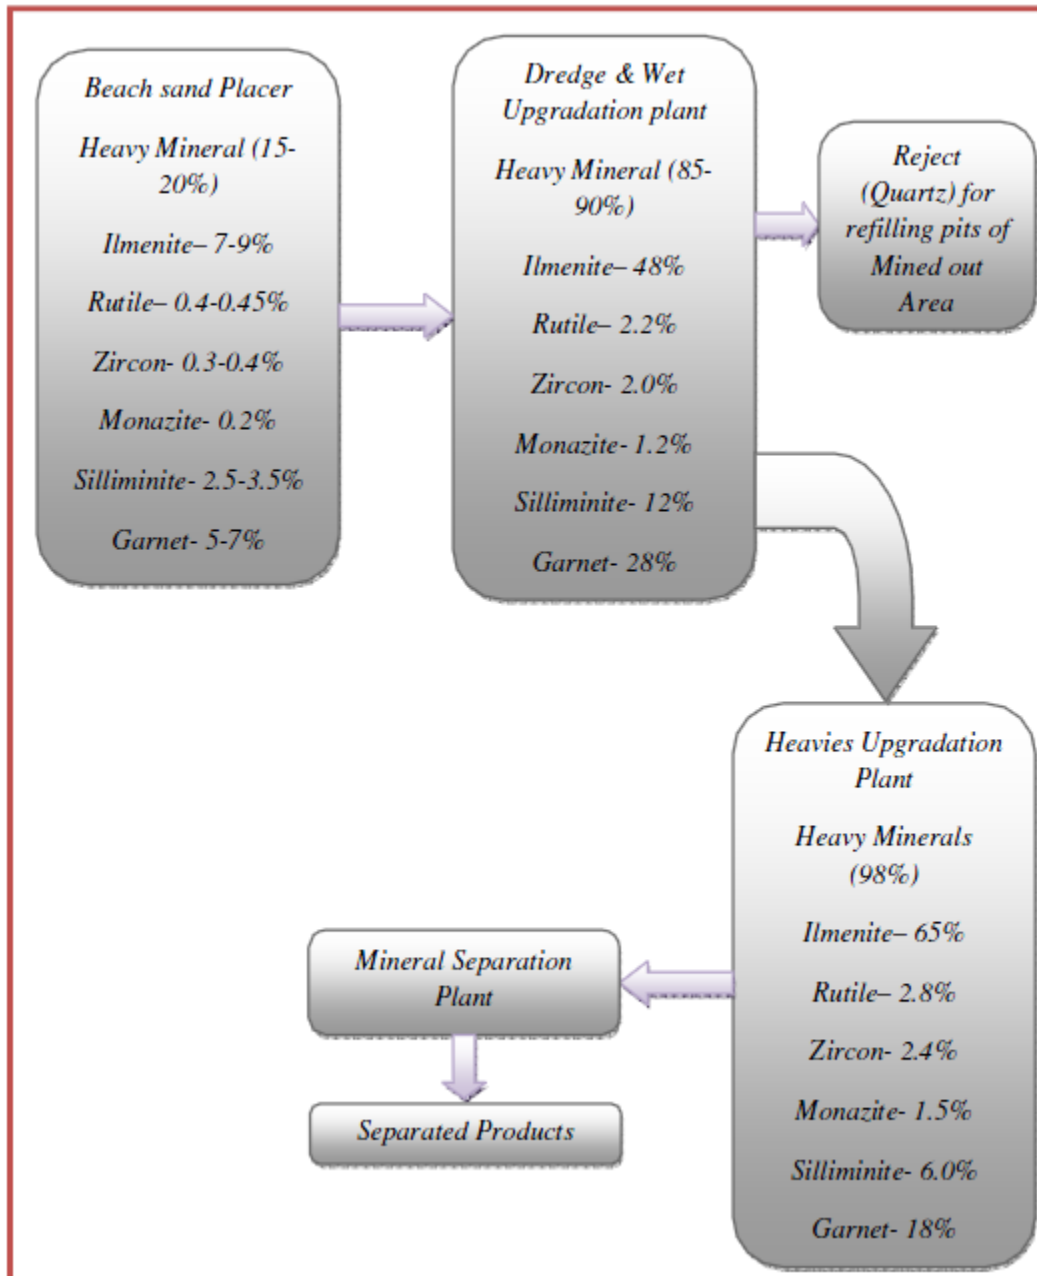 Beach sand Placer
Heavy Mineral (15-
20%)
Ilmenite– 7-9%
Rutile– 0.4-0.45%
Zircon- 0.3-0.4%
Monazite- 0.2%
Silliminite- 2.5-3.5%
Garnet- 5-7%
Dredge & Wet
Upgradation plant
Heavy Mineral (85-
90%)
Ilmenite– 48%
Rutile– 2.2%
Zircon- 2.0%
Monazite- 1.2%
Silliminite- 12%
Garnet- 28%
Reject
(Quartz) for
refilling pits of
Mined out
Area
Heavies Upgradation
Plant
Heavy Minerals
(98%)
Ilmenite– 65%
Rutile– 2.8%
Zircon- 2.4%
Monazite- 1.5%
Silliminite- 6.0%
Garnet- 18%
Mineral Separation
Plant
Separated Products